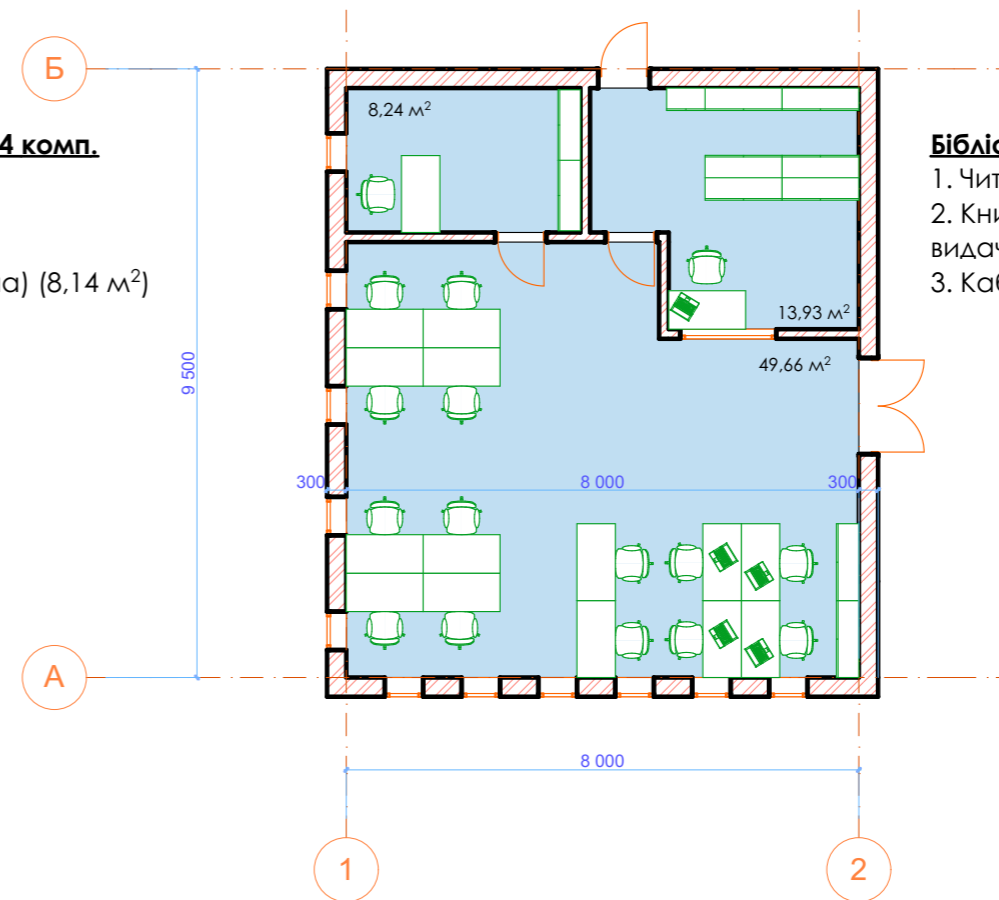 Б
4 комп.
а) (8,14 м²)
8,24 м²
13,93 м²
49,66 м²
9 500
300
8 000
300
А
8 000
1
2
1. Чит
2. Кни
видач
3. Каб